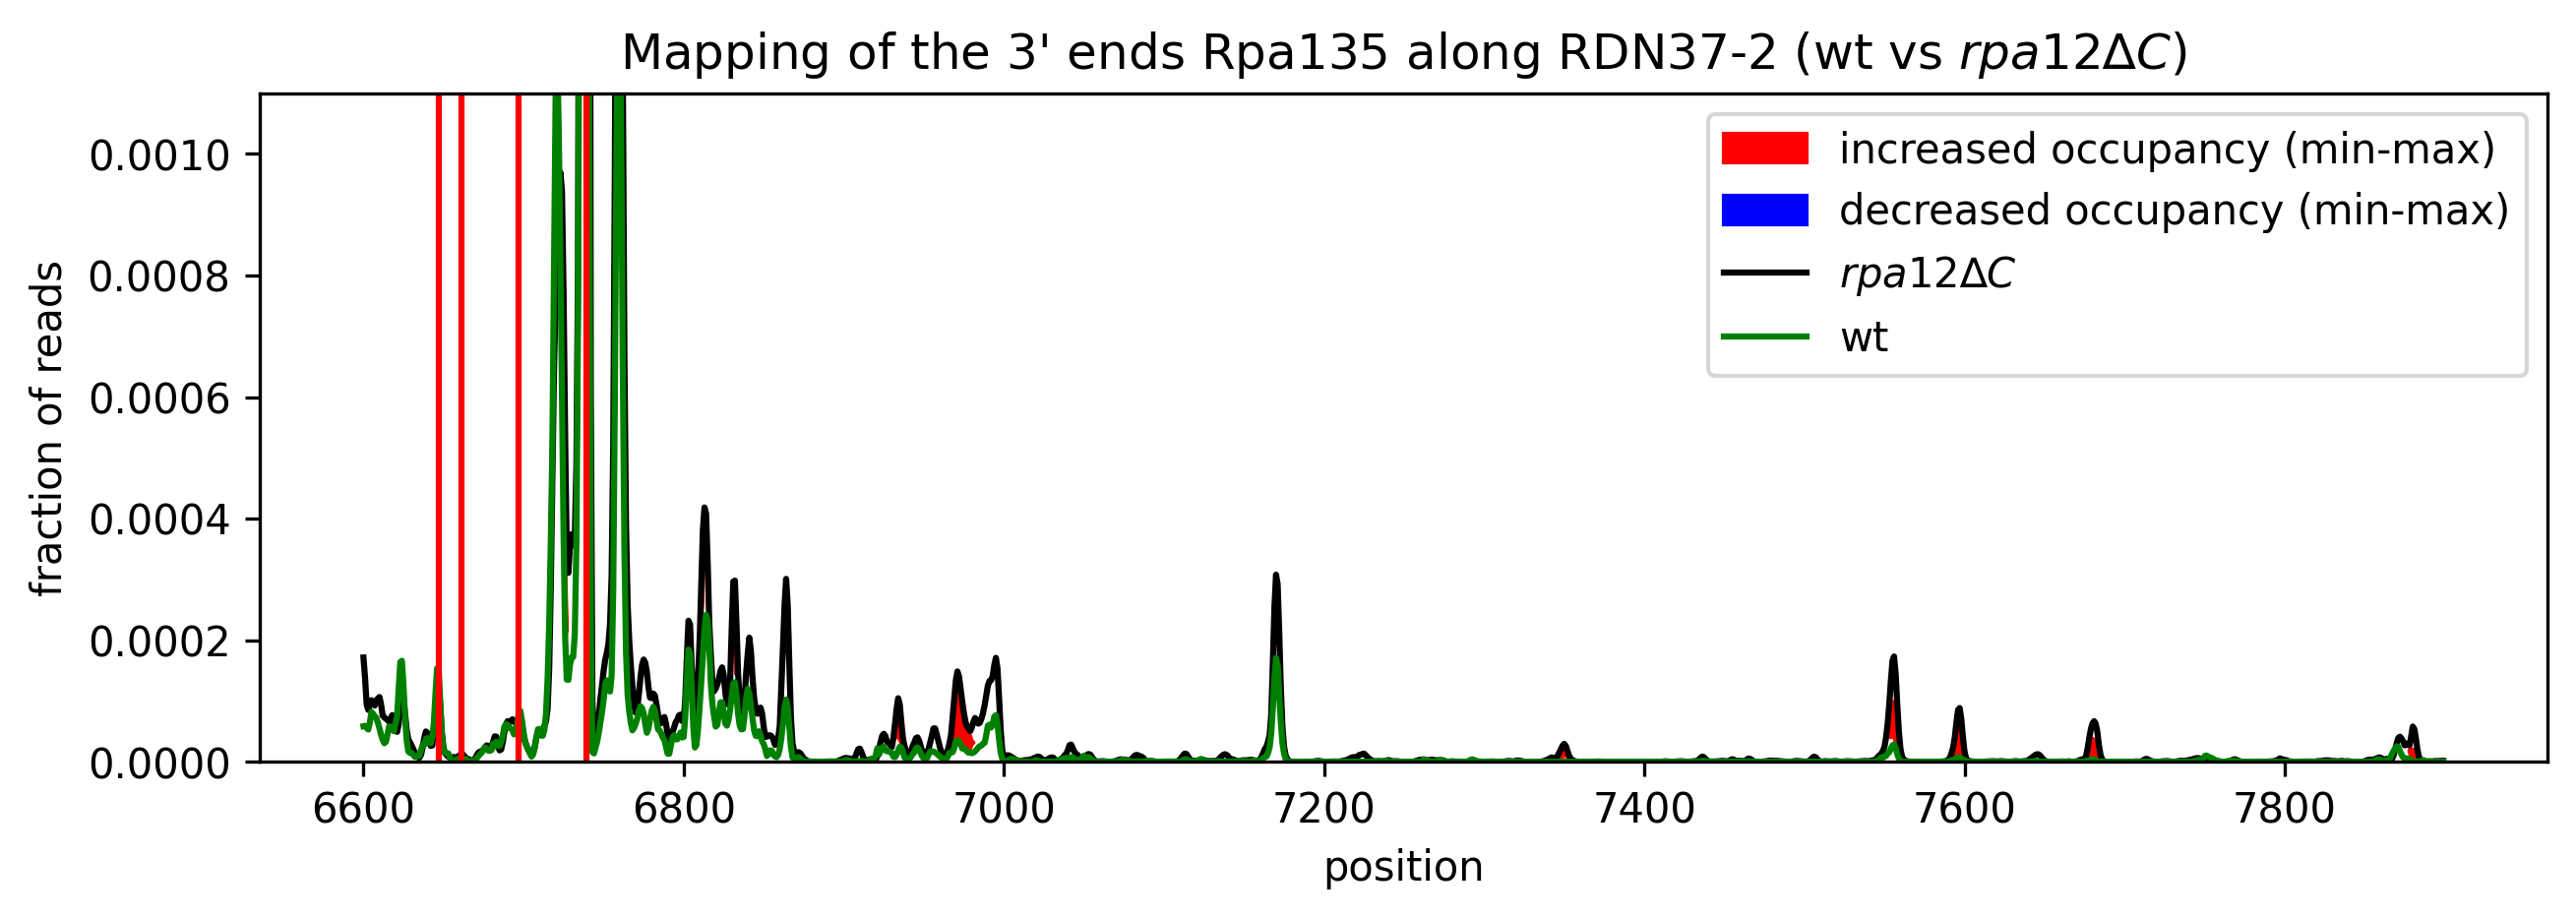 Mapping of the 3' ends Rpa135 along RDN37-2 (wt vs rpa12ΔC)
increased occupancy (min-max)
decreased occupancy (min-max)
rpa12ΔC
wt
fraction of reads
0.0010
0.0008
0.0006
0.0004
0.0002
0.0000
6600 6800 7000 7200 7400 7600 7800
position